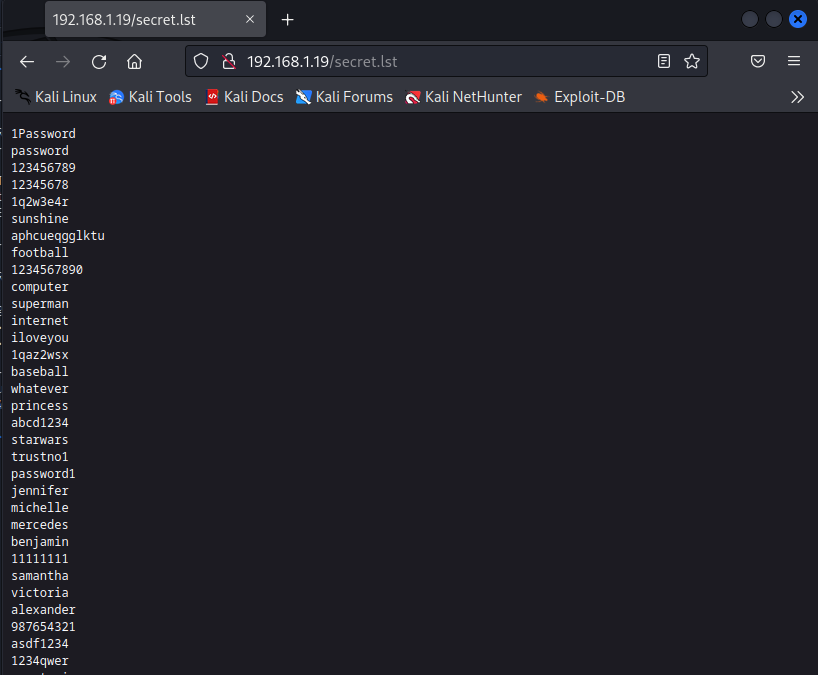 192.168.1.19/secret.lst
192.168.1.19/secret.lst
Kali Linux Kali Tools Kali Docs Kali Forums Kali NetHunter Exploit-DB
1Password
password
123456789
12345678
1q2w3e4r
sunshine
aphcueqgglktu
football
1234567890
computer
superman
internet
iloveyou
1qaz2wsx
baseball
whatever
princess
abcd1234
starwars
trustno1
password1
jennifer
michelle
mercedes
benjamin
11111111
samantha
victoria
alexander
987654321
asdf1234
1234qwer